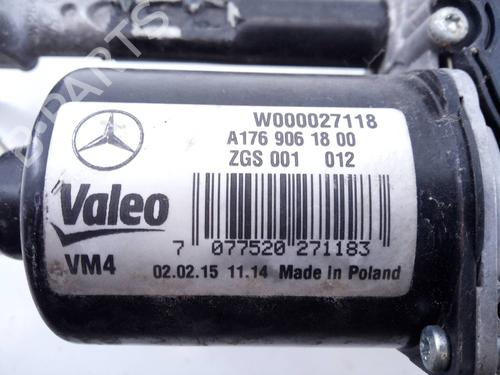 W000027118
A176 906 18 00
ZGS 001 012
Valeo
7 077520 271183
VM4
02.02.15 11.14 Made in Poland
B-PARTS